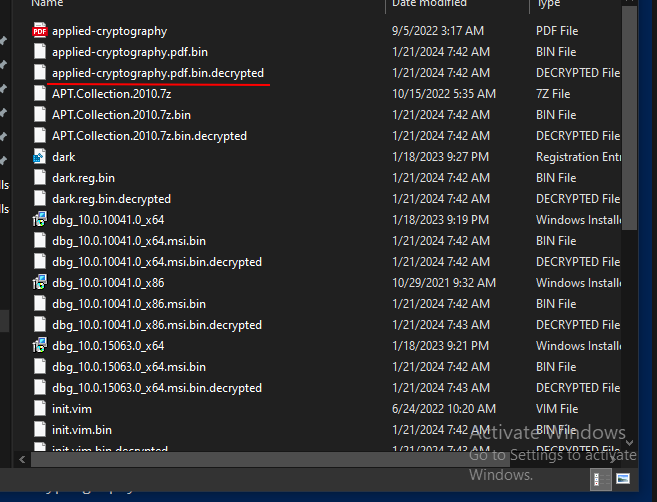 Name Date modified Type
applied-cryptography 9/5/2022 3:17 AM PDF File
applied-cryptography.pdf.bin 1/21/2024 7:42 AM BIN File
applied-cryptography.pdf.bin.decrypted 1/21/2024 7:42 AM DECRYPTED File
APT.Collection.2010.7z 10/15/2022 5:35 AM 7Z File
APT.Collection.2010.7z.bin 1/21/2024 7:42 AM BIN File
APT.Collection.2010.7z.bin.decrypted 1/21/2024 7:42 AM DECRYPTED File
dark 1/18/2023 9:27 PM Registration Entr
dark.reg.bin 1/21/2024 7:42 AM BIN File
lls
dark.reg.bin.decrypted 1/21/2024 7:42 AM DECRYPTED File
lls
dbg_10.0.10041.0_x64 1/18/2023 9:19 PM Windows Installe
dbg_10.0.10041.0_x64.msi.bin 1/21/2024 7:42 AM BIN File
dbg_10.0.10041.0_x64.msi.bin.decrypted 1/21/2024 7:42 AM DECRYPTED File
dbg_10.0.10041.0_x86 10/29/2021 9:32 AM Windows Installe
dbg_10.0.10041.0_x86.msi.bin 1/21/2024 7:42 AM BIN File
dbg_10.0.10041.0_x86.msi.bin.decrypted 1/21/2024 7:43 AM DECRYPTED File
dbg_10.0.15063.0_x64 1/18/2023 9:21 PM Windows Installe
dbg_10.0.15063.0_x64.msi.bin 1/21/2024 7:42 AM BIN File
dbg_10.0.15063.0_x64.msi.bin.decrypted 1/21/2024 7:43 AM DECRYPTED File
init.vim 6/24/2022 10:20 AM VIM File
init.vim.bin 1/21/2024 7:42 AM BIN File
init.vim.bin.decrypted 1/21/2024 7:43 AM DECRYPTED File
Activate Windows
Go to Settings to activate
Windows.